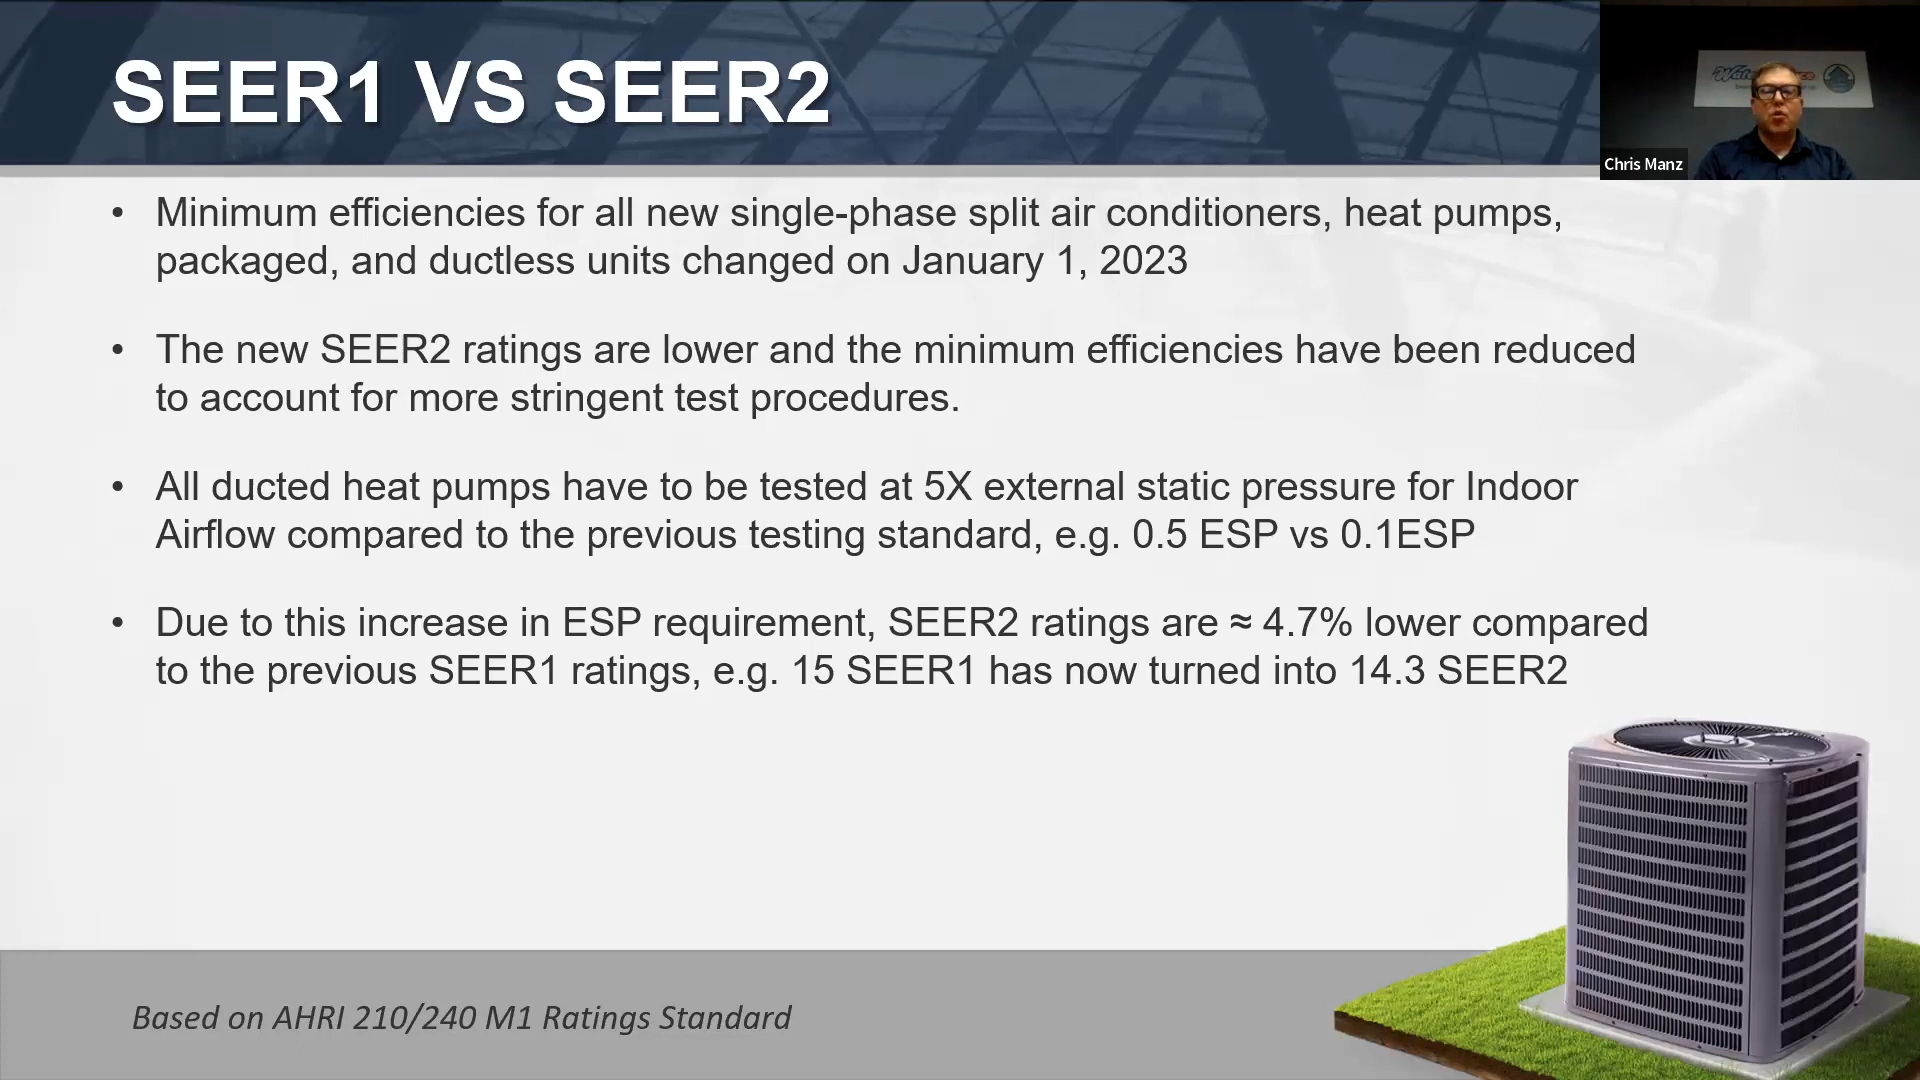 SEER1 VS SEER2
Chris Manz
• Minimum efficiencies for all new single-phase split air conditioners, heat pumps,
packaged, and ductless units changed on January 1, 2023
• The new SEER2 ratings are lower and the minimum efficiencies have been reduced
to account for more stringent test procedures.
• All ducted heat pumps have to be tested at 5X external static pressure for Indoor
Airflow compared to the previous testing standard, e.g. 0.5 ESP vs 0.1ESP
• Due to this increase in ESP requirement, SEER2 ratings are ≈ 4.7% lower compared
to the previous SEER1 ratings, e.g. 15 SEER1 has now turned into 14.3 SEER2
Based on AHRI 210/240 M1 Ratings Standard